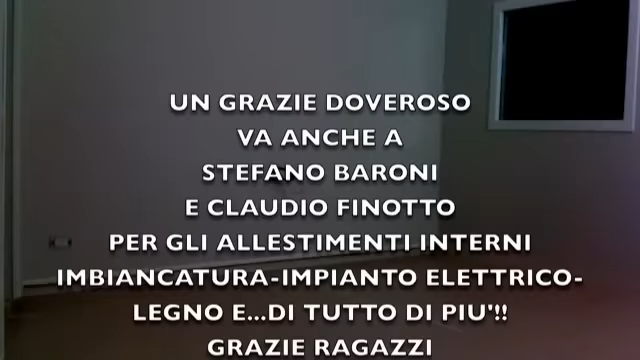 UN GRAZIE DOVEROSO
VA ANCHE A
STEFANO BARONI
E CLAUDIO FINOTTO
PER GLI ALLESTIMENTI INTERNI
IMBIANCATURA-IMPIANTO ELETTRICO-
LEGNO E...DI TUTTO DI PIU'!!
GRAZIE RAGAZZI